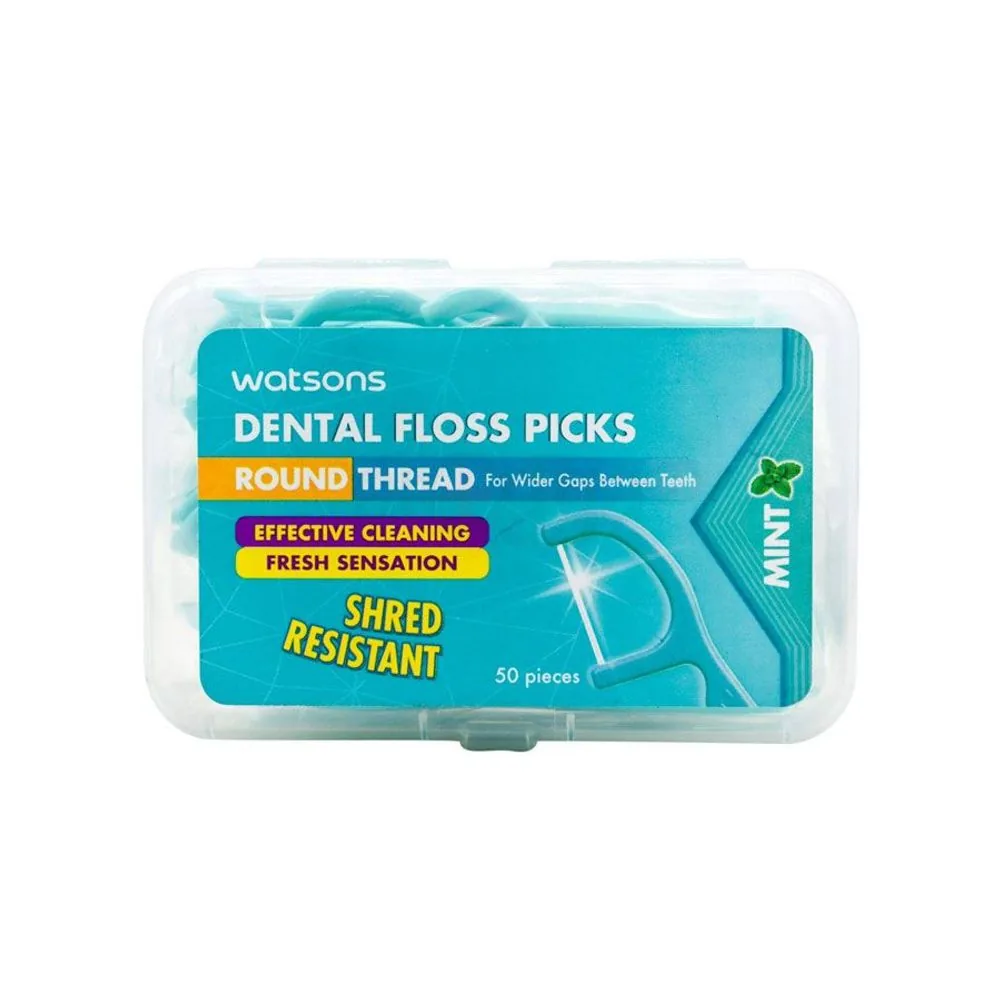 watsons
DENTAL FLOSS PICKS
ROUND THREAD For Wider Gaps Between Teeth
EFFECTIVE CLEANING
FRESH SENSATION
SHRED
RESISTANT
50 pieces
MINT